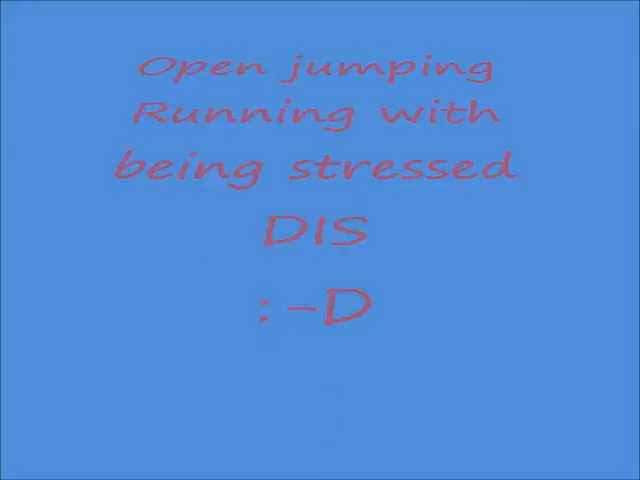 Open jumping
Running with
being stressed
DIS
:-D